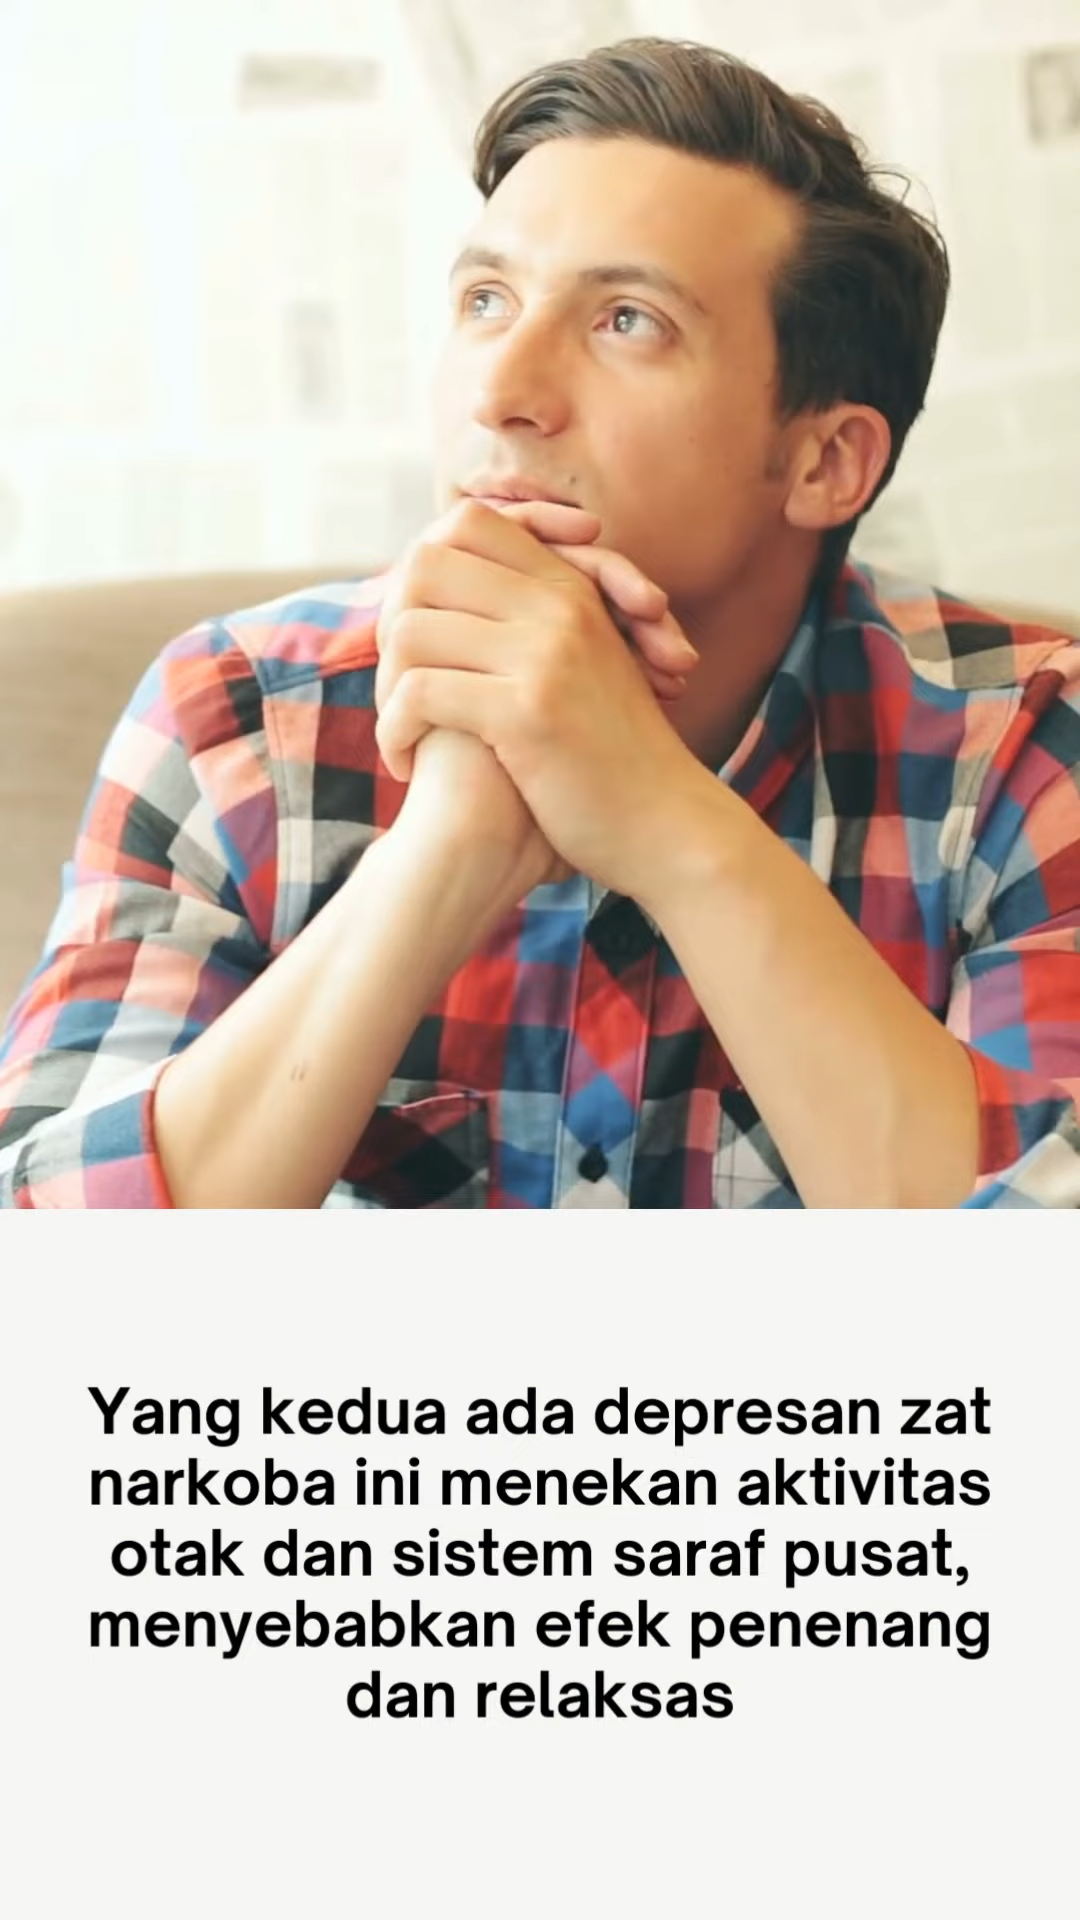 Yang kedua ada depresan zat
narkoba ini menekan aktivitas
otak dan sistem saraf pusat,
menyebabkan efek penenang
dan relaksas